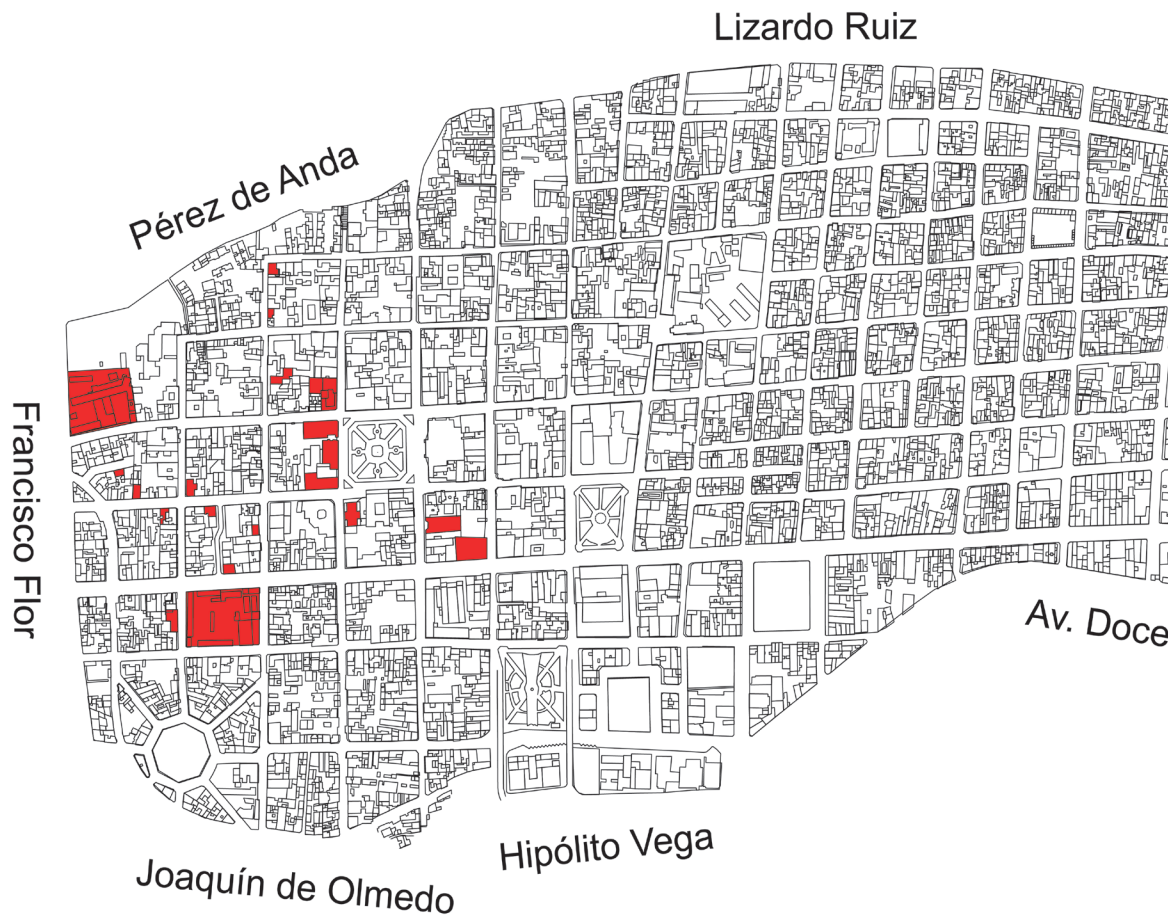 Lizardo Ruiz
Pérez de Anda
Francisco Flor
Av. Doce
Hipólito Vega
Joaquín de Olmedo